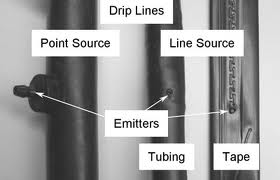 Drip Lines
Point Source
Line Source
Emitters
Tubing
Tape